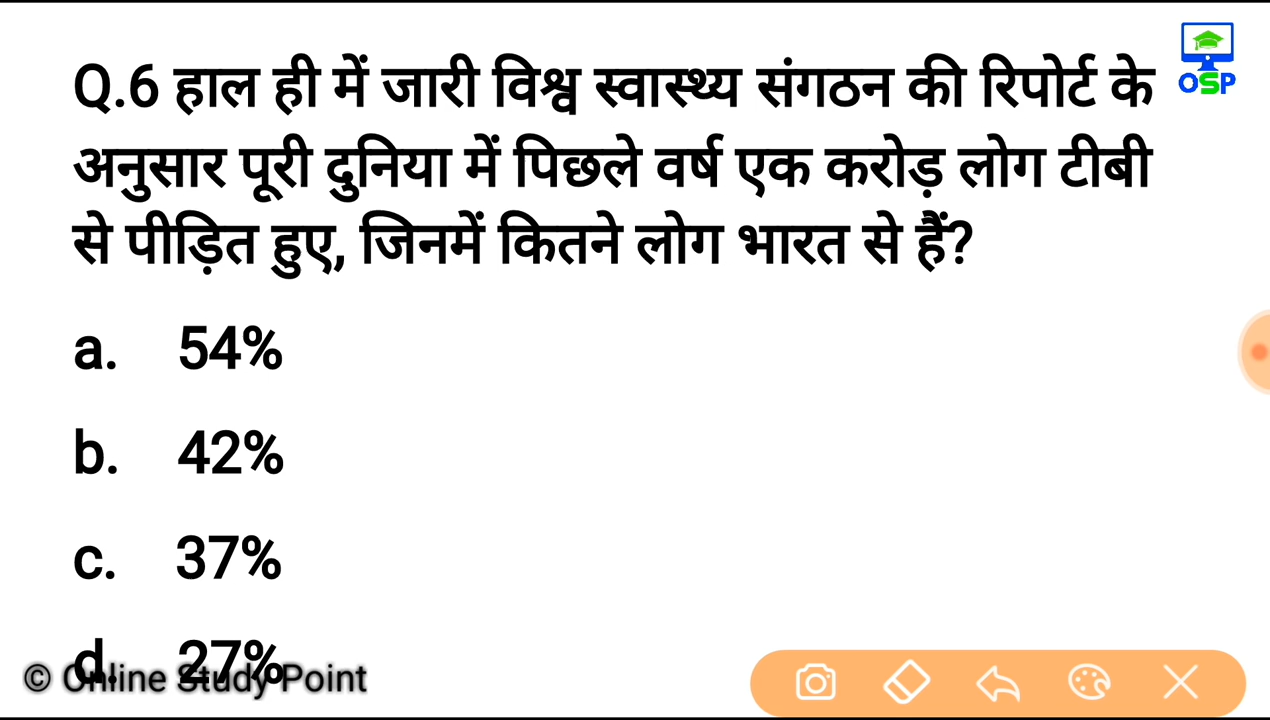 OSP
Q.6 हाल ही में जारी विश्व स्वास्थ्य संगठन की रिपोर्ट के
अनुसार पूरी दुनिया में पिछले वर्ष एक करोड़ लोग टीबी
से पीड़ित हुए, जिनमें कितने लोग भारत से हैं?
a. 54%
b. 42%
c. 37%
d. 27%
© Online Study Point